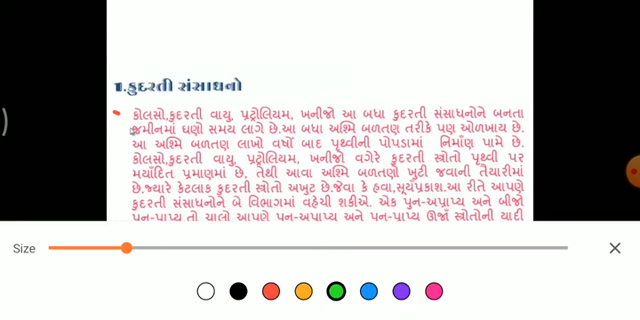 1.કુદરતી સંસાધનો
કોલસો,કુદરતી વાયુ, પ્રટ્રોલિયમ, ખનીજો આ બધા કુદરતી સંસાધનોને બનતા
જમીનમાં ઘણો સમય લાગે છે.આ બધા અશ્મિ બળતણ તરીકે પણ ઓળખાય છે.
આ અશ્મિ બળતણ લાખો વર્ષો બાદ પૃથ્વીની પોપડામા નિર્માણ પામે છે.
કોલસો,કુદરતી વાયુ, પ્રટ્રોલિયમ, ખનીજો વગેરે કુદરતી સ્ત્રોતો પૃથ્વી પર
મર્યાદિત પ્રમાણમાં છે, તેથી આવા અશ્મિ બળતણો ખુટી જવાની તૈયારીમાં
છે.જ્યારે કેટલાક કુદરતી સ્ત્રોતો અખુટ છે.જેવા કે હવા,સૂર્યપ્રકાશ.આ રીતે આપણે
કુદરતી સંસાધનોને બે વિભાગમાં વહેચી શકીએ. એક પુન-અપ્રાપ્ય અને બીજો
પુન-પ્રાપ્ય તો ચાલો આપણે પુન-અપ્રાપ્ય અને પુન-પ્રાપ્ય ઊર્જા સ્ત્રોતોની યાદી
Size